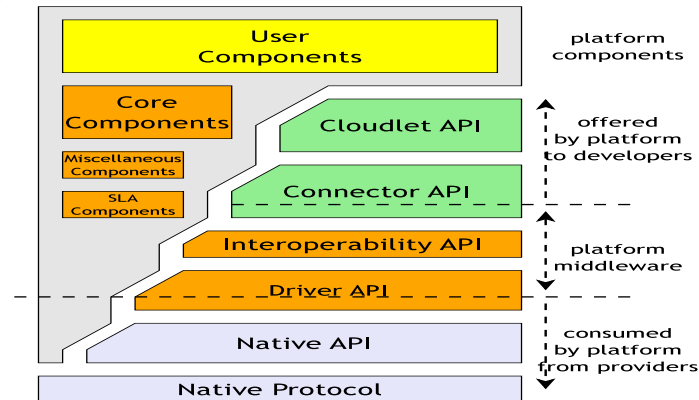 User
Components
platform
components
Core
Components
Cloudlet API
offered
by platform
to developers
Miscellaneous
Components
SLA
Components
Connector API
Interoperability API
platform
middleware
Driver API
Native API
consumed
by platform
from providers
Native Protocol